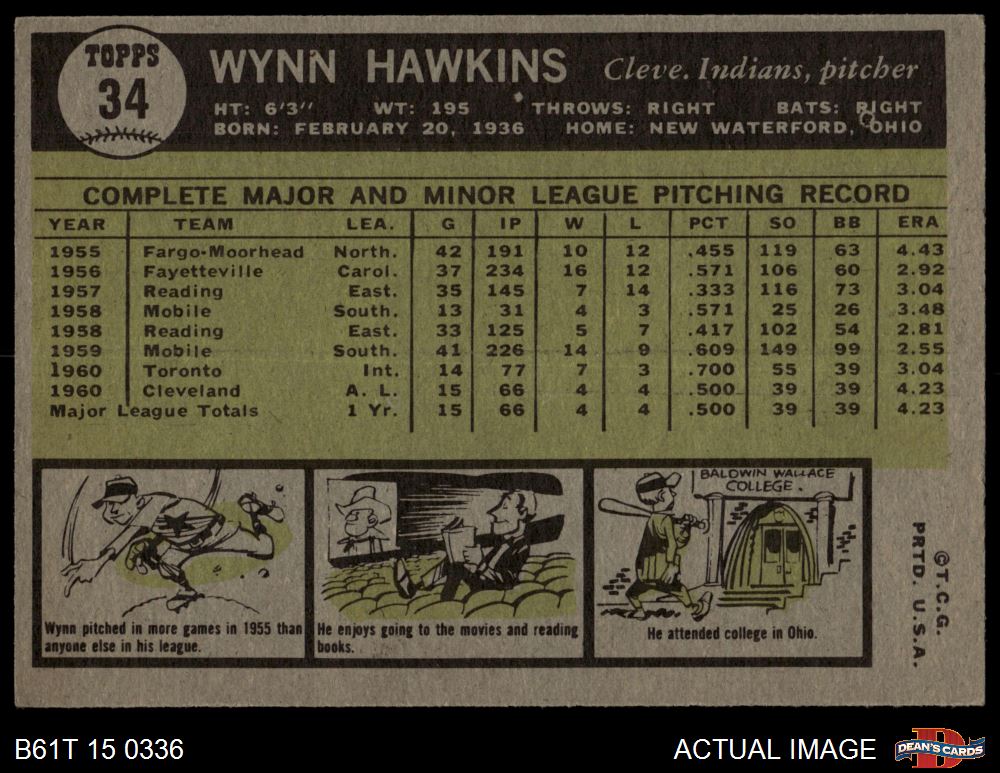 TOPPS
34
WYNN HAWKINS Cleve. Indians, pitcher
HT: 6'3" WT: 195 THROWS: RIGHT BATS: RIGHT
BORN: FEBRUARY 20, 1936 HOME: NEW WATERFORD, OHIO
COMPLETE MAJOR AND MINOR LEAGUE PITCHING RECORD
YEAR TEAM LEA. G IP W L PCT SO BB ERA
1955 Fargo-Moorhead North. 42 191 10 12 .455 119 63 4.43
1956 Fayetteville Carol. 37 234 16 12 .571 106 60 2.92
1957 Reading East. 35 145 7 14 .333 116 73 3.04
1958 Mobile South. 13 31 4 3 .571 25 26 3.48
1958 Reading East. 33 125 5 7 .417 102 54 2.81
1959 Mobile South. 41 226 14 9 .609 149 99 2.55
1960 Toronto Int. 14 77 7 3 .700 55 39 3.04
1960 Cleveland A. L. 15 66 4 4 .500 39 39 4.23
Major League Totals 1 Yr. 15 66 4 4 .500 39 39 4.23
Wynn pitched in more games in 1955 than
anyone else in his league.
He enjoys going to the movies and reading
books.
BALDWIN WALLACE
COLLEGE.
He attended college in Ohio.
©T.C.G.
PRTD. U.S.A.
B61T 15 0336
ACTUAL IMAGE
DEAN'S CARDS